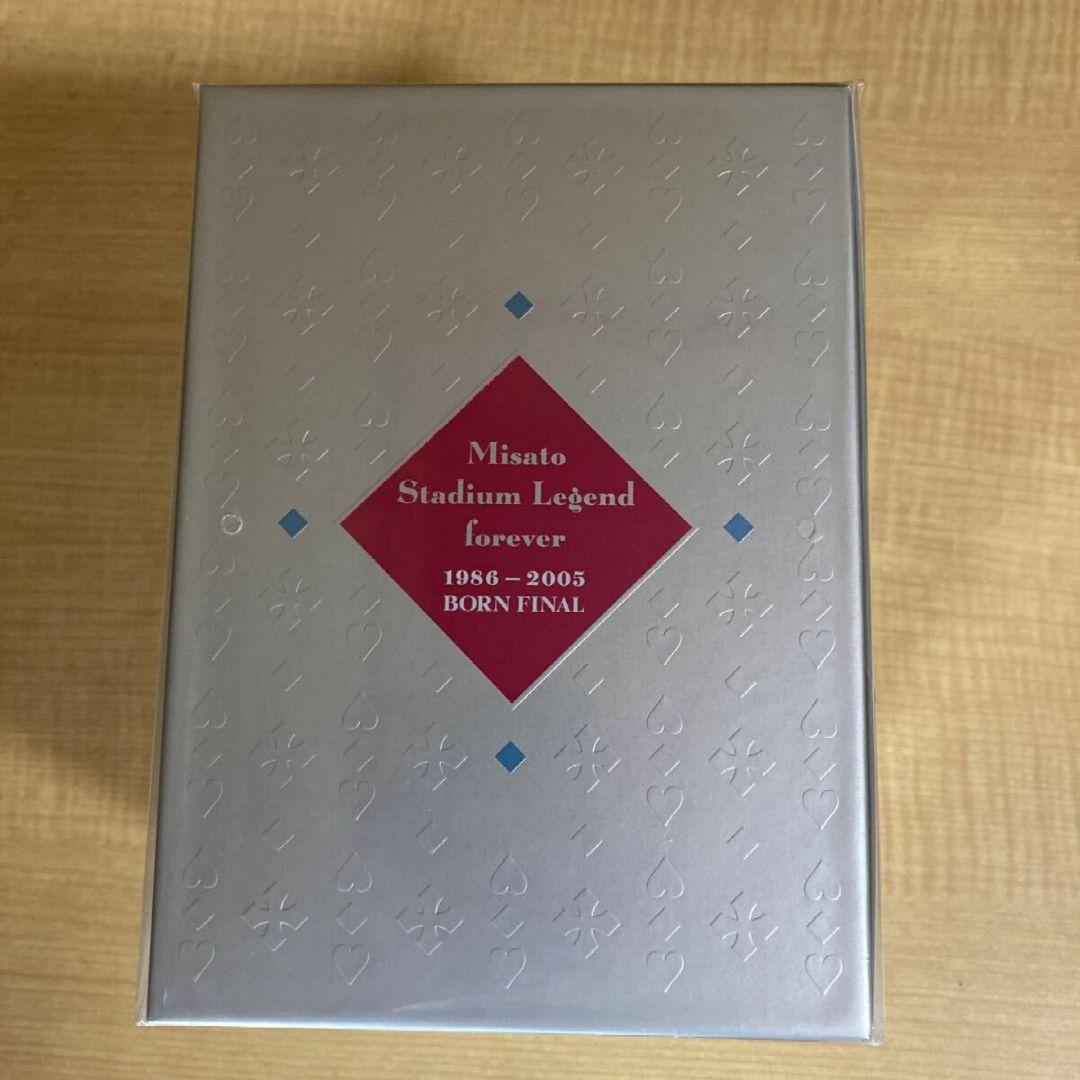 Misato
Stadium Legend
forever
1986 – 2005
BORN FINAL